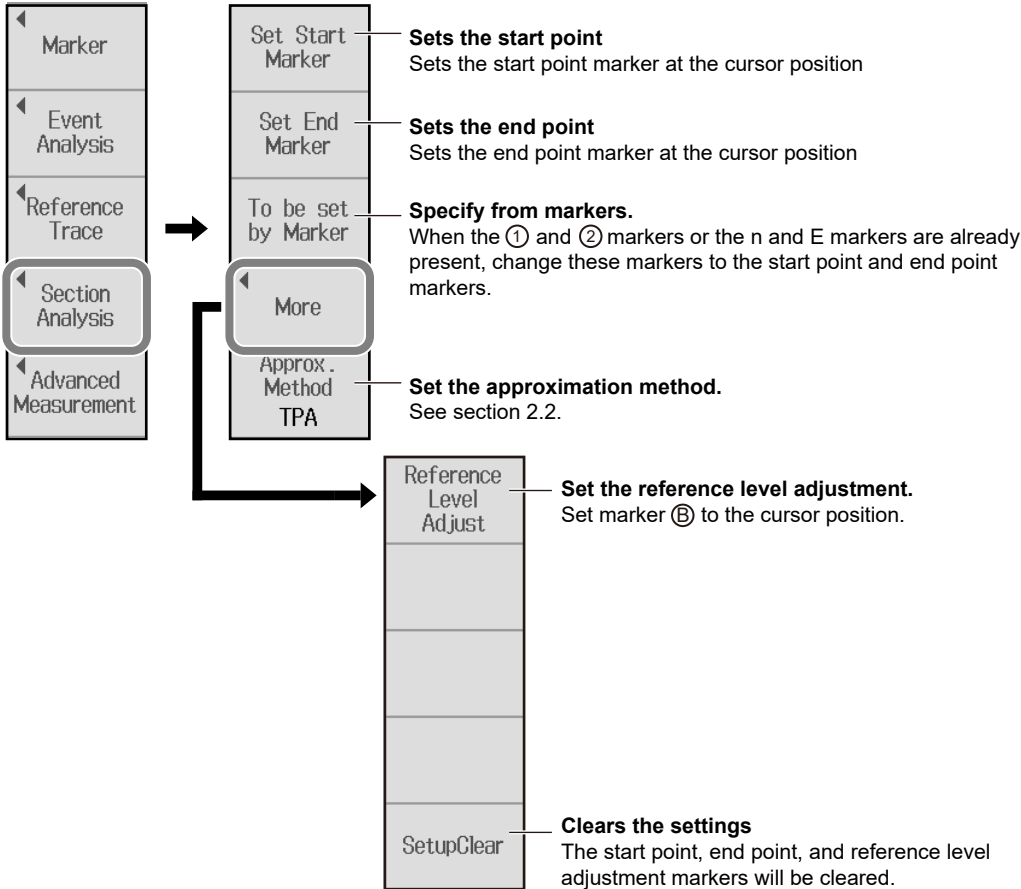 Marker
Event
Analysis
Reference
Trace
Section
Analysis
Advanced
Measurement
Set Start
Marker
Set End
Marker
To be set
by Marker
More
Approx.
Method
TPA
Sets the start point
Sets the start point marker at the cursor position
Sets the end point
Sets the end point marker at the cursor position
Specify from markers.
When the ① and ② markers or the n and E markers are already
present, change these markers to the start point and end point
markers.
Set the approximation method.
See section 2.2.
Reference
Level
Adjust
SetupClear
Set the reference level adjustment.
Set marker Ⓑ to the cursor position.
Clears the settings
The start point, end point, and reference level
adjustment markers will be cleared.